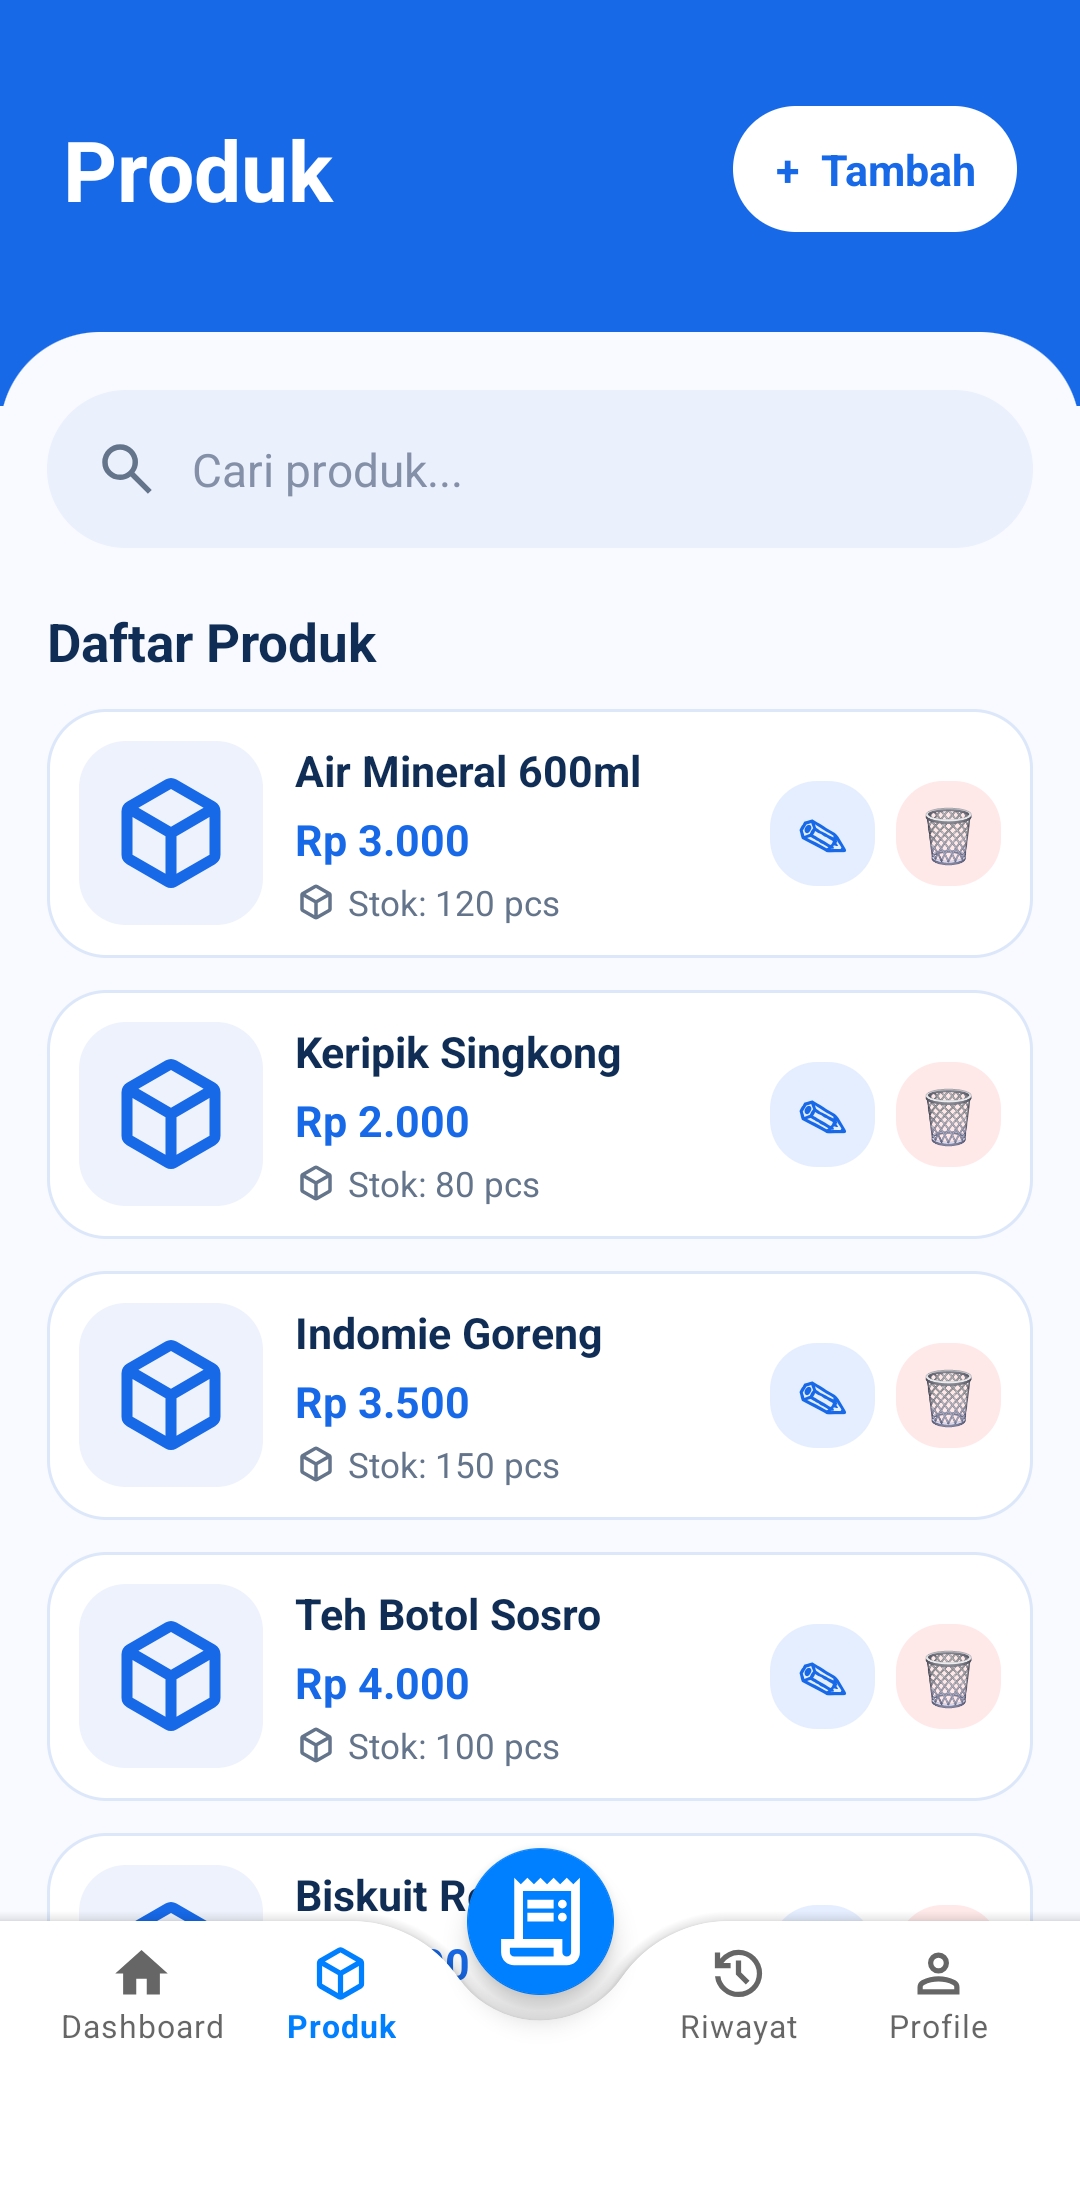 Produk
+ Tambah
Cari produk...
Daftar Produk
Air Mineral 600ml
Rp 3.000
Stok: 120 pcs
Keripik Singkong
Rp 2.000
Stok: 80 pcs
Indomie Goreng
Rp 3.500
Stok: 150 pcs
Teh Botol Sosro
Rp 4.000
Stok: 100 pcs
Biskuit
Dashboard
Produk
Riwayat
Profile